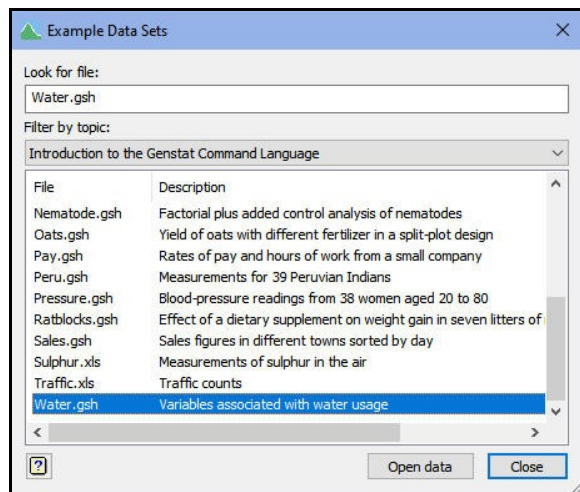 Example Data Sets
Look for file:
Water.gsh
Filter by topic:
Introduction to the Genstat Command Language
File Description
Nematode.gsh Factorial plus added control analysis of nematodes
Oats.gsh Yield of oats with different fertilizer in a split-plot design
Pay.gsh Rates of pay and hours of work from a small company
Peru.gsh Measurements for 39 Peruvian Indians
Pressure.gsh Blood-pressure readings from 38 women aged 20 to 80
Ratblocks.gsh Effect of a dietary supplement on weight gain in seven litters of
Sales.gsh Sales figures in different towns sorted by day
Sulphur.xls Measurements of sulphur in the air
Traffic.xls Traffic counts
Water.gsh Variables associated with water usage
? Open data Close